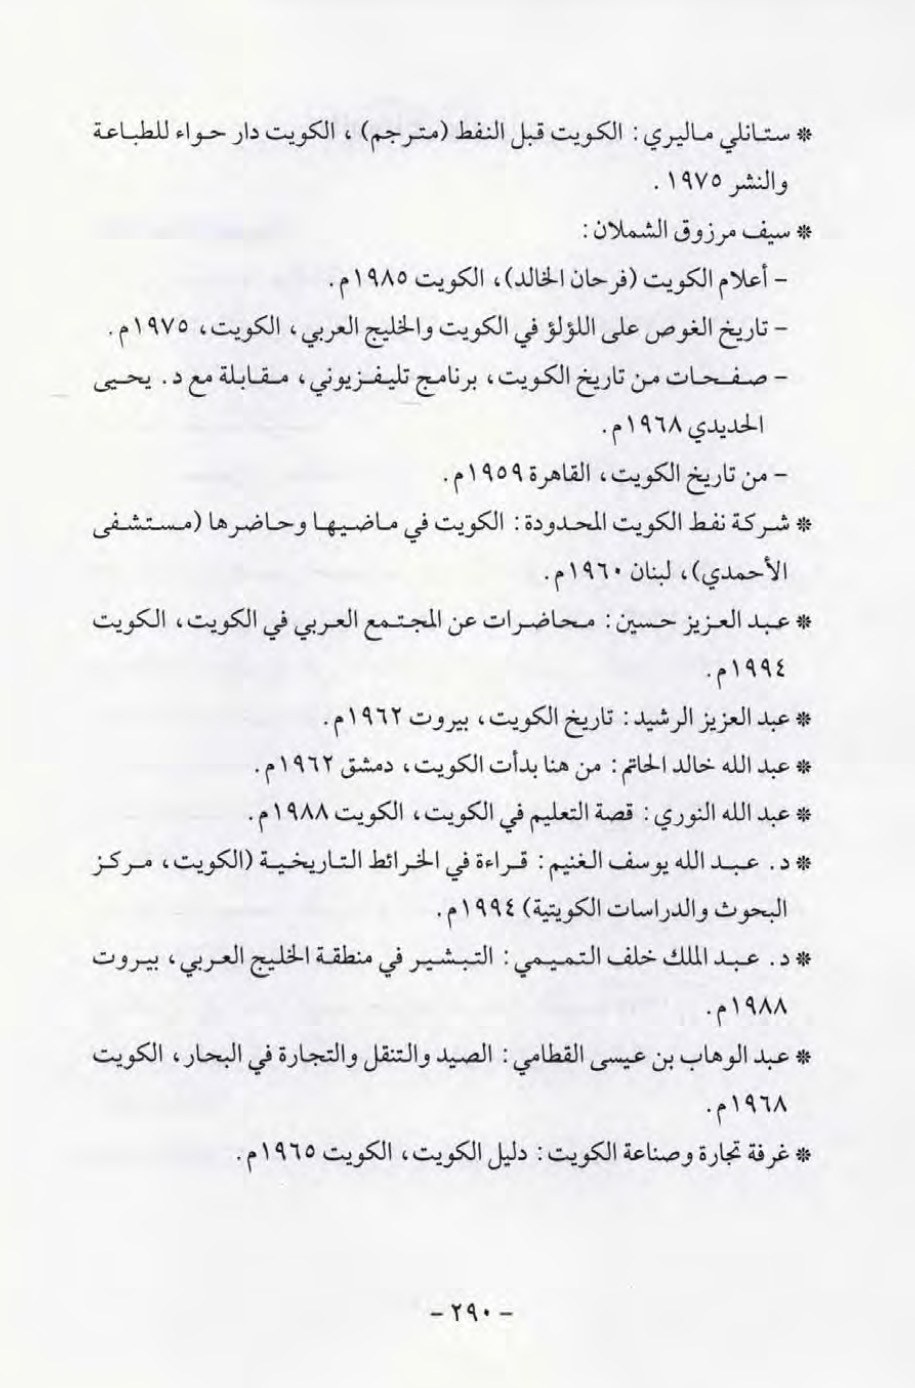 * ستانلي ماليري : الكويت قبل النفط (مترجم) ، الكويت دار حواء للطباعة
والنشر ١٩٧٥ .
* سيف مرزوق الشملان :
- أعلام الكويت (فرحان الخالد)، الكويت ١٩٨٥م.
- تاريخ الغوص على اللؤلؤ في الكويت والخليج العربي، الكويت، ١٩٧٥م.
- صفحات من تاريخ الكويت، برنامج تليفزيوني، مقابلة مع د. يحيى
الحديدي ١٩٦٨م.
- من تاريخ الكويت، القاهرة ١٩٥٩م.
* شركة نفط الكويت المحدودة : الكويت في ماضيها وحاضرها (مستشفى
الأحمدي)، لبنان ١٩٦٠م.
* عبد العزيز حسين : محاضرات عن المجتمع العربي في الكويت، الكويت
١٩٩٤م.
* عبد العزيز الرشيد : تاريخ الكويت، بيروت ١٩٦٢م.
* عبد الله خالد الحاتم : من هنا بدأت الكويت، دمشق ١٩٦٢م.
* عبد الله النوري : قصة التعليم في الكويت، الكويت ١٩٨٨م.
* د. عبد الله يوسف الغنيم : قراءة في الخرائط التاريخية (الكويت، مركز
البحوث والدراسات الكويتية) ١٩٩٤م.
* د. عبد الملك خلف التميمي : التبشير في منطقة الخليج العربي، بيروت
١٩٨٨م.
* عبد الوهاب بن عيسى القطامي : الصيد والتنقل والتجارة في البحار، الكويت
١٩٦٨م.
* غرفة تجارة وصناعة الكويت : دليل الكويت، الكويت ١٩٦٥م.
- ٢٩٠ -